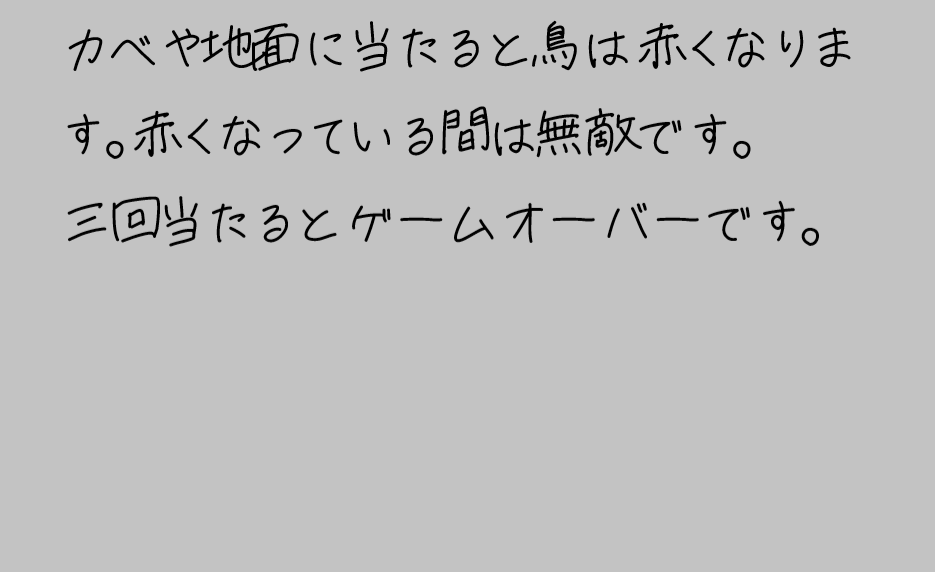 カベや地面に当たると鳥は赤くなりま
す。赤くなっている間は無敵です。
三回当たるとゲームオーバーです。